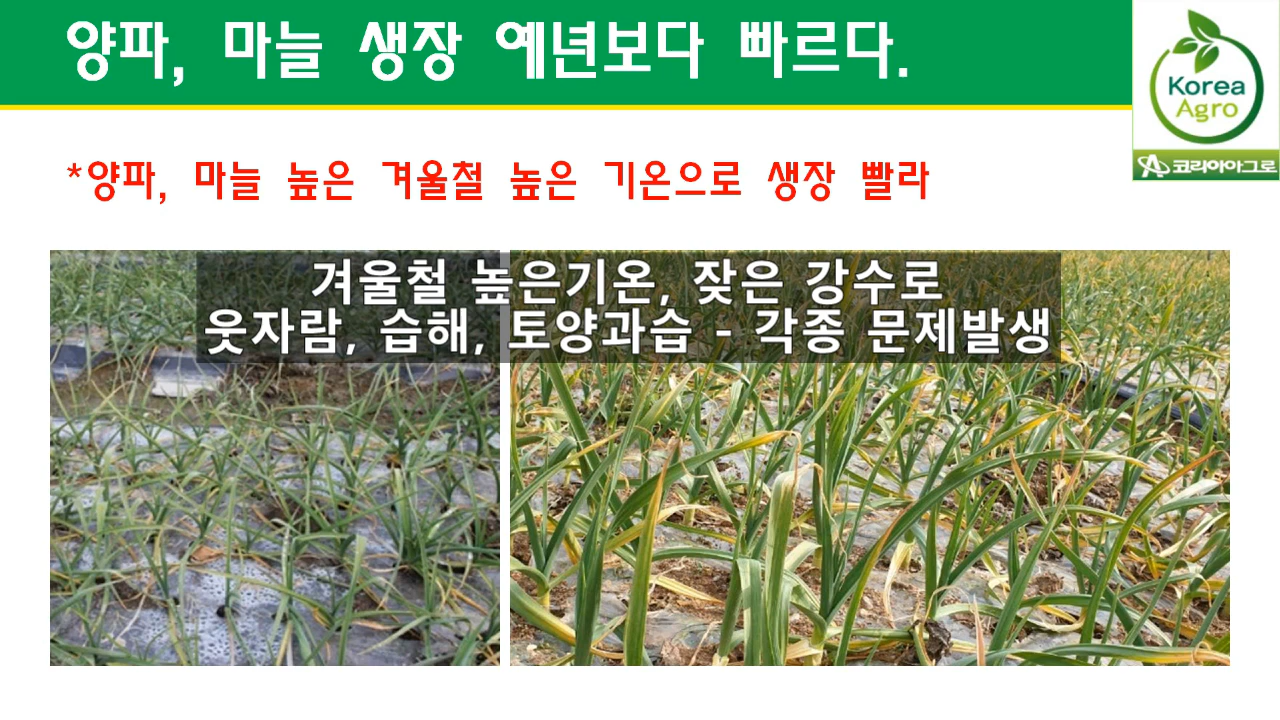 양파, 마늘 생장 예년보다 빠르다.
Korea
Agro
코리아아그로
*양파, 마늘 높은 겨울철 높은 기온으로 생장 빨라
겨울철 높은기온, 잦은 강수로
웃자람, 습해, 토양과습 - 각종 문제발생